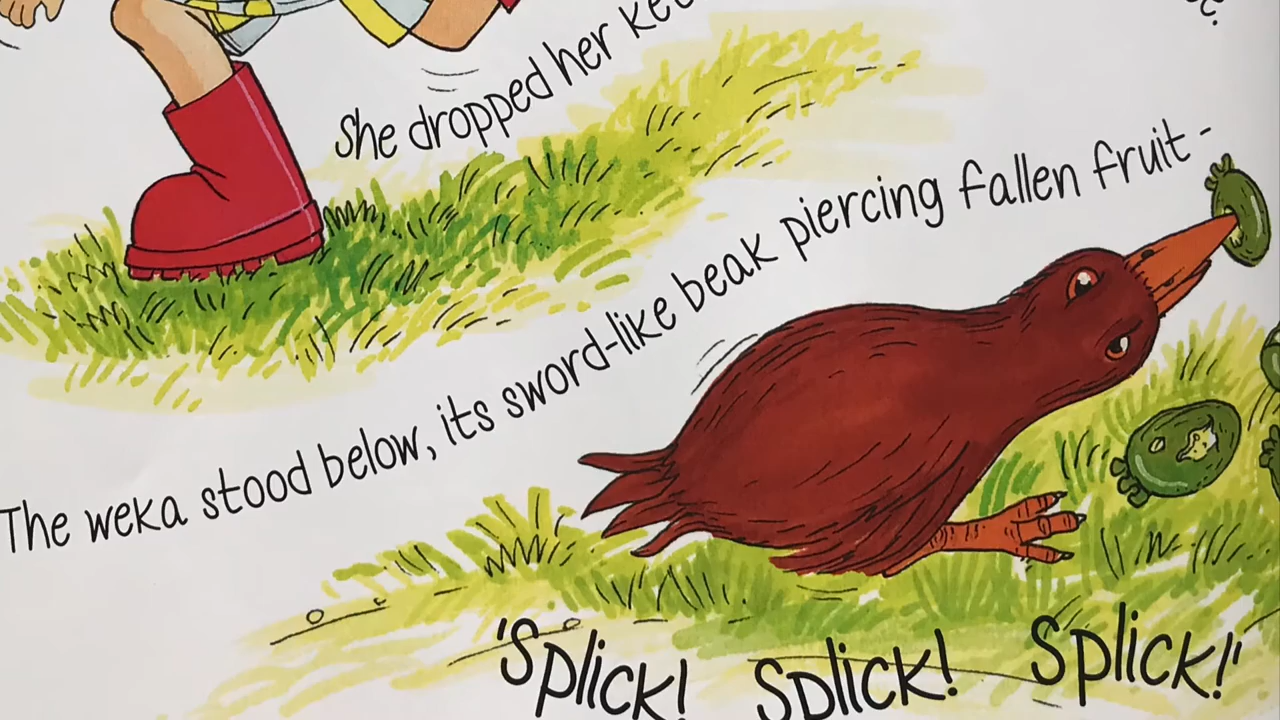 She dropped her
The weka stood below, its sword-like beak piercing fallen fruit -
'Splick! Splick! Splick!'